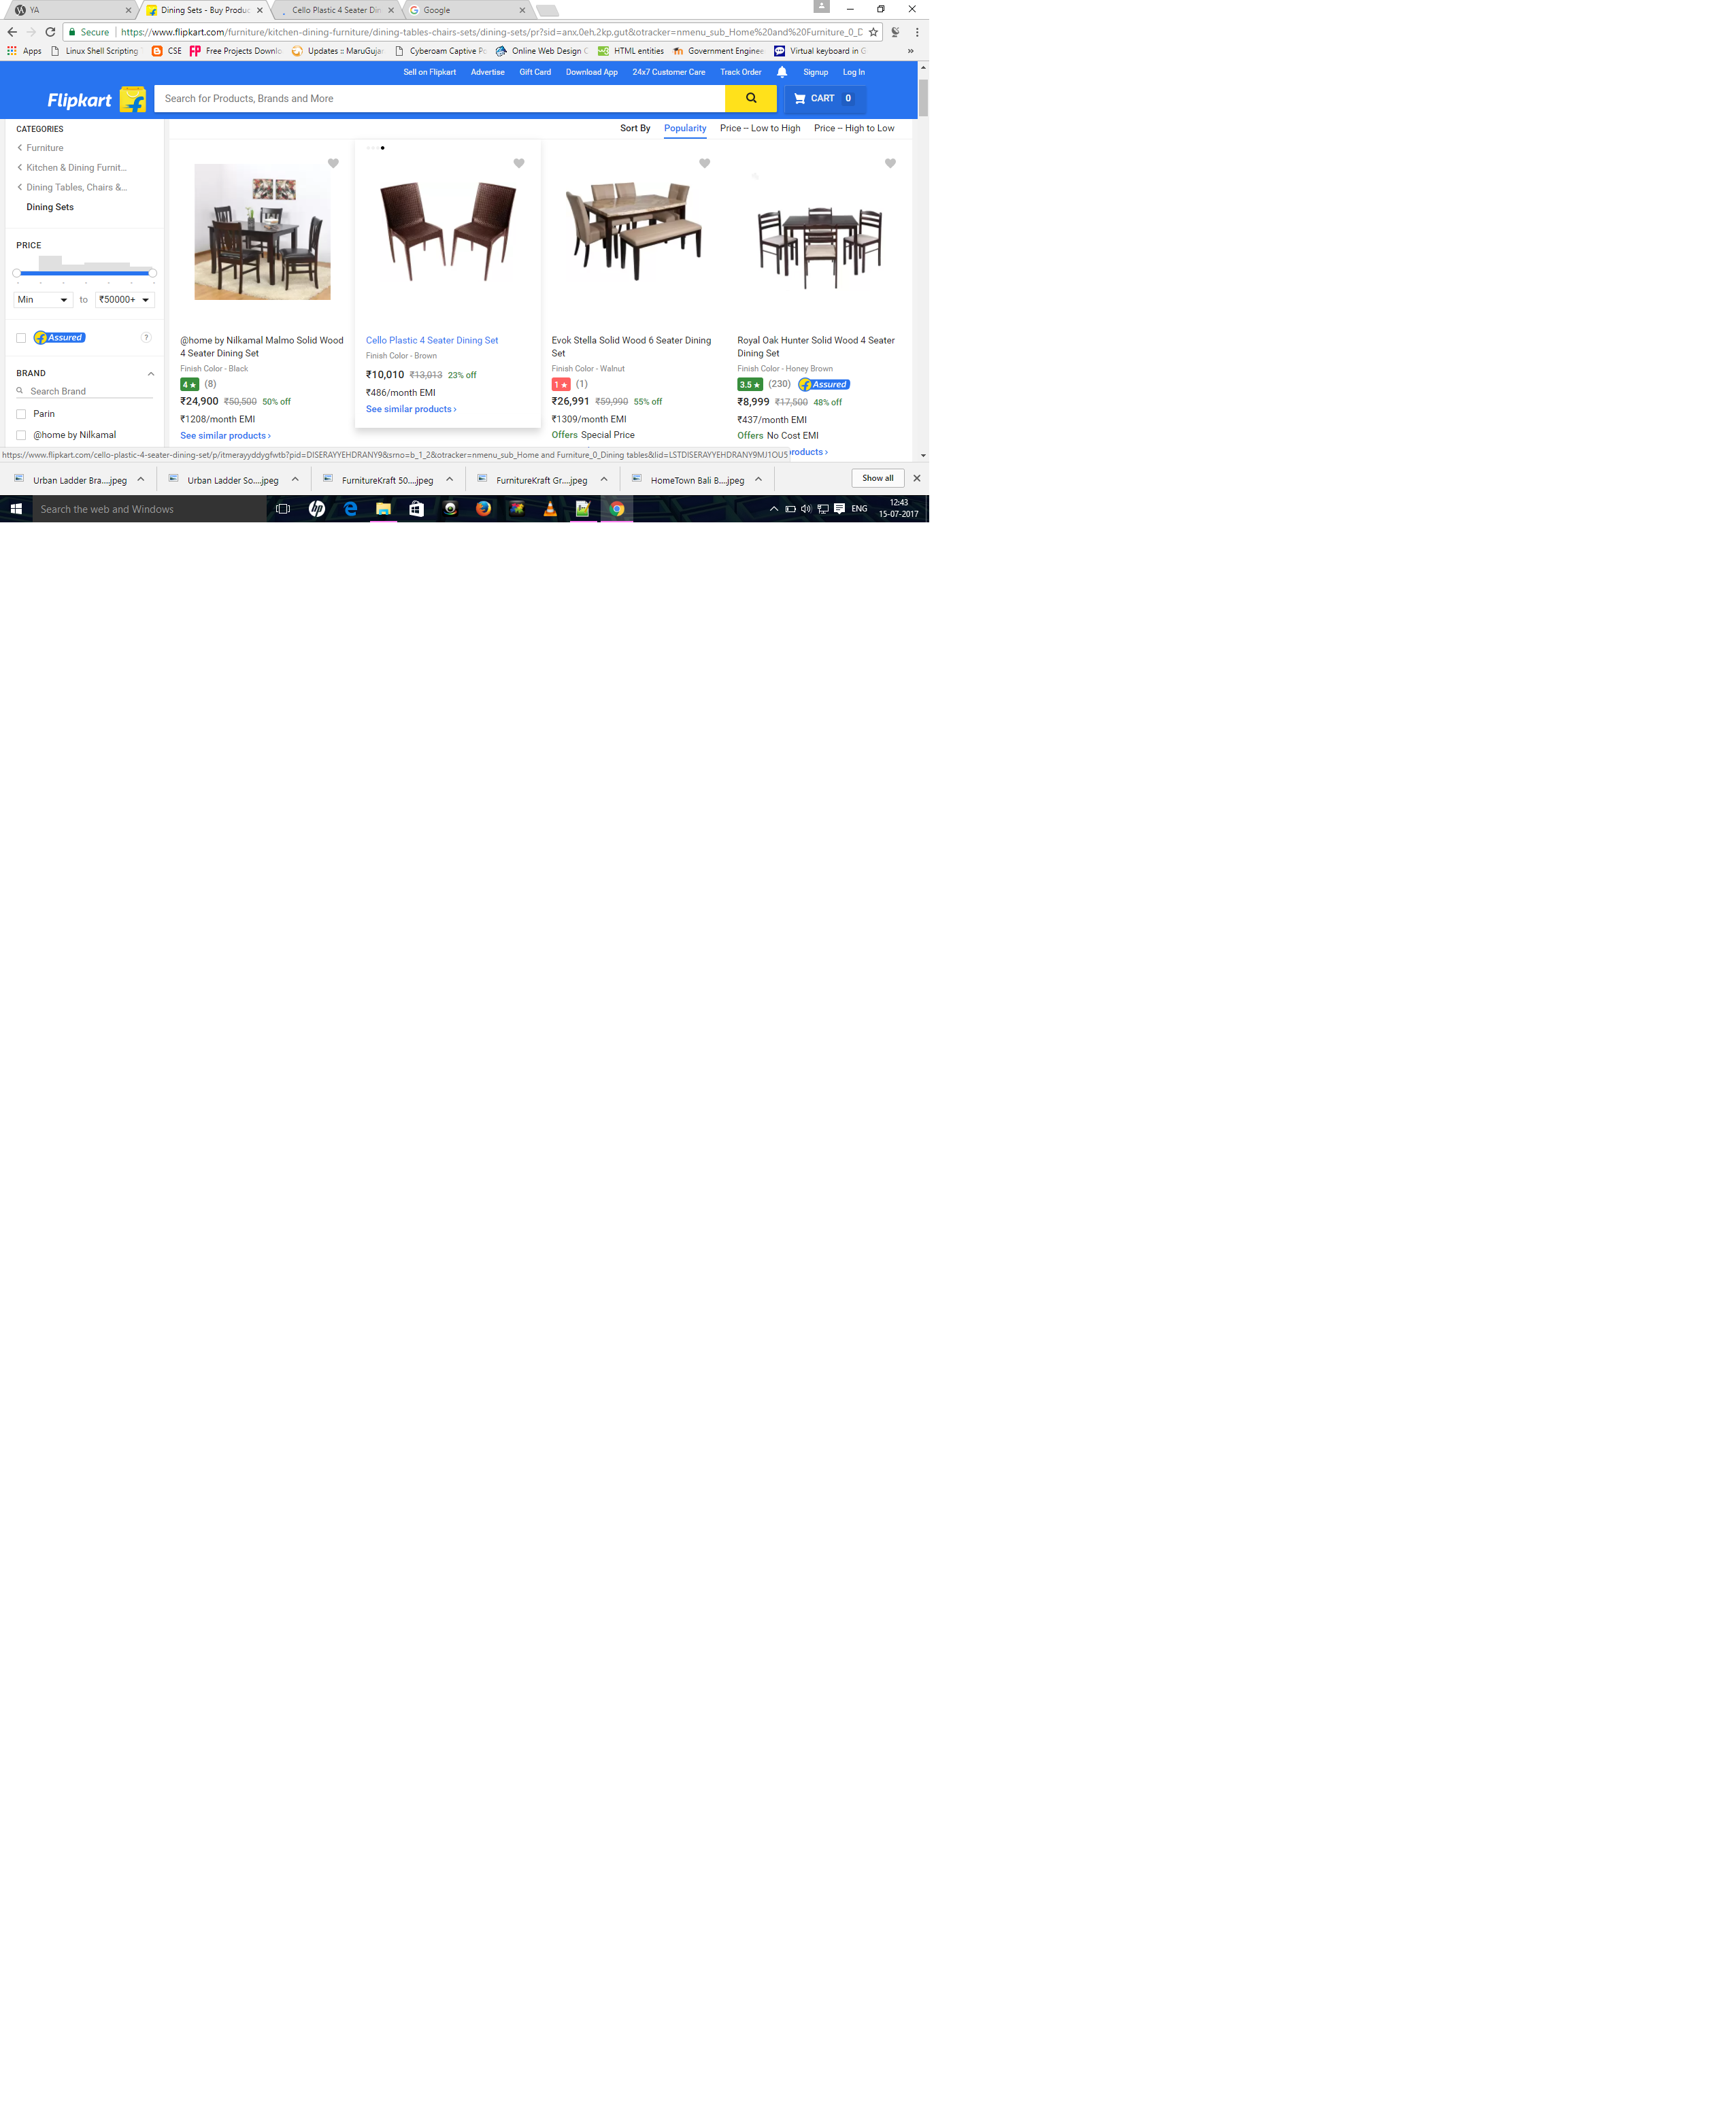 YA
Dining Sets - Buy Produc
Cello Plastic 4 Seater Din
Google
Secure
https://www.flipkart.com/furniture/kitchen-dining-furniture/dining-tables-chairs-sets/dining-sets/pr?sid=anx,0eh,2kp,gut&otracker=nmenu_sub_Home%20and%20Furniture_0_D
Apps
Linux Shell Scripting
CSE
Free Projects Downlo
Updates :: MaruGujar
Cyberoam Captive Po
Online Web Design C
HTML entities
Government Enginee
Virtual keyboard in G
»
Sell on Flipkart
Advertise
Gift Card
Download App
24x7 Customer Care
Track Order
Signup
Log In
Flipkart
Search for Products, Brands and More
CART 0
CATEGORIES
Furniture
Kitchen & Dining Furnit...
Dining Tables, Chairs &...
Dining Sets
PRICE
Min
to
₹50000+
Assured
?
BRAND
Search Brand
Parin
@home by Nilkamal
Sort By
Popularity
Price -- Low to High
Price -- High to Low
@home by Nilkamal Malmo Solid Wood
4 Seater Dining Set
Finish Color - Black
4 ★ (8)
₹24,900 ₹50,500 50% off
₹1208/month EMI
See similar products ›
Cello Plastic 4 Seater Dining Set
Finish Color - Brown
₹10,010 ₹13,013 23% off
₹486/month EMI
See similar products ›
Evok Stella Solid Wood 6 Seater Dining
Set
Finish Color - Walnut
1 ★ (1)
₹26,991 ₹59,990 55% off
₹1309/month EMI
Offers Special Price
Royal Oak Hunter Solid Wood 4 Seater
Dining Set
Finish Color - Honey Brown
3.5 ★ (230) Assured
₹8,999 ₹17,500 48% off
₹437/month EMI
Offers No Cost EMI
roducts ›
https://www.flipkart.com/cello-plastic-4-seater-dining-set/p/itmerayyddygfwtb?pid=DISERAYYEHDRANY9&srno=b_1_2&otracker=nmenu_sub_Home and Furniture_0_Dining tables&lid=LSTDISERAYYEHDRANY9MJ1OU5
Urban Ladder Bra....jpeg
Urban Ladder So....jpeg
FurnitureKraft 50....jpeg
FurnitureKraft Gr....jpeg
HomeTown Bali B....jpeg
Show all
Search the web and Windows
hp
ENG
12:43
15-07-2017